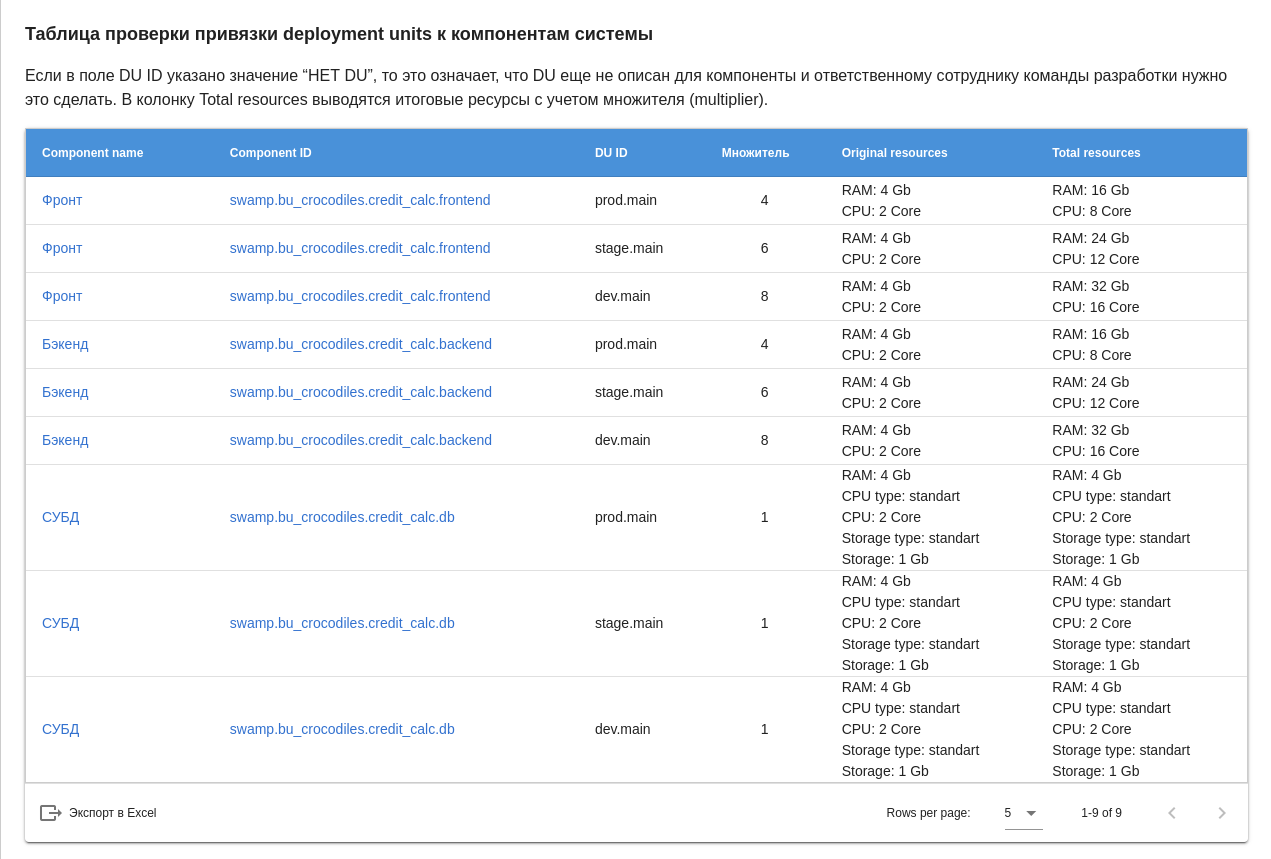 Таблица проверки привязки deployment units к компонентам системы
Если в поле DU ID указано значение “НЕТ DU”, то это означает, что DU еще не описан для компоненты и ответственному сотруднику команды разработки нужно
это сделать. В колонку Total resources выводятся итоговые ресурсы с учетом множителя (multiplier).
Component name Component ID DU ID Множитель Original resources Total resources
Фронт swamp.bu_crocodiles.credit_calc.frontend prod.main 4 RAM: 4 Gb RAM: 16 Gb
CPU: 2 Core CPU: 8 Core
Фронт swamp.bu_crocodiles.credit_calc.frontend stage.main 6 RAM: 4 Gb RAM: 24 Gb
CPU: 2 Core CPU: 12 Core
Фронт swamp.bu_crocodiles.credit_calc.frontend dev.main 8 RAM: 4 Gb RAM: 32 Gb
CPU: 2 Core CPU: 16 Core
Бэкенд swamp.bu_crocodiles.credit_calc.backend prod.main 4 RAM: 4 Gb RAM: 16 Gb
CPU: 2 Core CPU: 8 Core
Бэкенд swamp.bu_crocodiles.credit_calc.backend stage.main 6 RAM: 4 Gb RAM: 24 Gb
CPU: 2 Core CPU: 12 Core
Бэкенд swamp.bu_crocodiles.credit_calc.backend dev.main 8 RAM: 4 Gb RAM: 32 Gb
CPU: 2 Core CPU: 16 Core
RAM: 4 Gb RAM: 4 Gb
CPU type: standart CPU type: standart
СУБД swamp.bu_crocodiles.credit_calc.db prod.main 1 CPU: 2 Core CPU: 2 Core
Storage type: standart Storage type: standart
Storage: 1 Gb Storage: 1 Gb
RAM: 4 Gb RAM: 4 Gb
CPU type: standart CPU type: standart
СУБД swamp.bu_crocodiles.credit_calc.db stage.main 1 CPU: 2 Core CPU: 2 Core
Storage type: standart Storage type: standart
Storage: 1 Gb Storage: 1 Gb
RAM: 4 Gb RAM: 4 Gb
CPU type: standart CPU type: standart
СУБД swamp.bu_crocodiles.credit_calc.db dev.main 1 CPU: 2 Core CPU: 2 Core
Storage type: standart Storage type: standart
Storage: 1 Gb Storage: 1 Gb
Экспорт в Excel Rows per page: 5 1-9 of 9